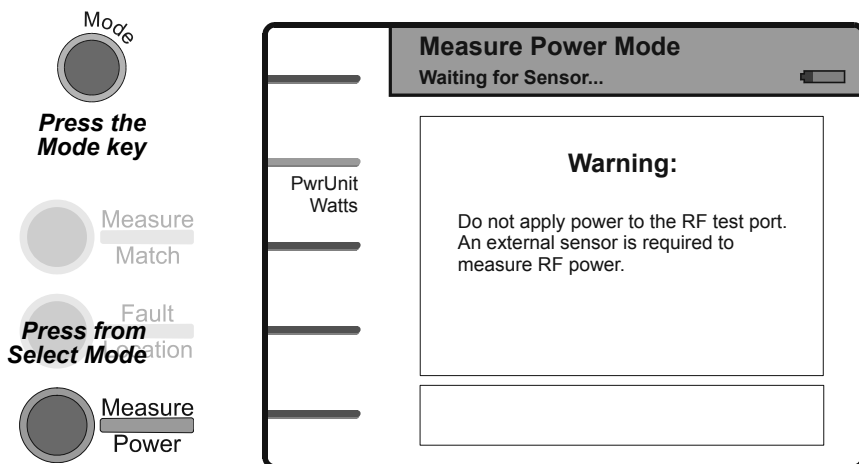 Mode
Press the
Mode key
Measure
Match
Fault
Location
Press from
Select Mode
Measure
Power
Measure Power Mode
Waiting for Sensor...
PwrUnit
Watts
Warning:
Do not apply power to the RF test port.
An external sensor is required to
measure RF power.